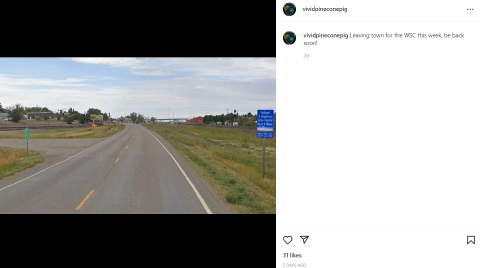 vividpineconepig
vividpineconepig Leaving town for the WSC this week, be back
soon!
2d
31 likes
2 DAYS AGO